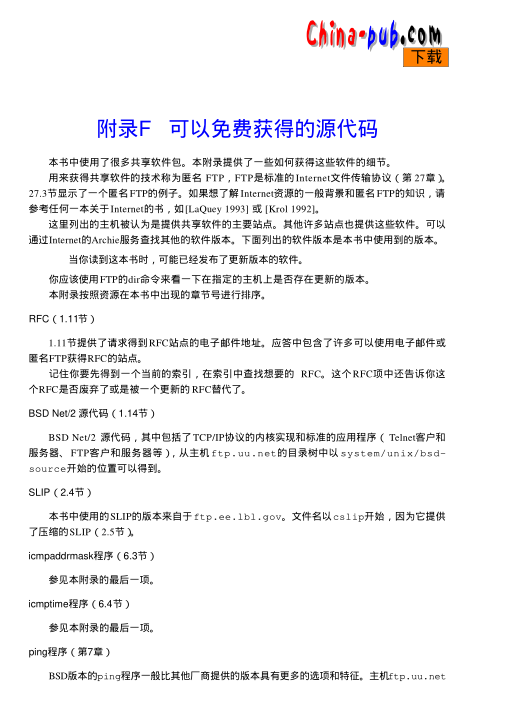 China-pub.com
下载
附录F 可以免费获得的源代码
本书中使用了很多共享软件包。本附录提供了一些如何获得这些软件的细节。
用来获得共享软件的技术称为匿名 FTP，FTP是标准的Internet文件传输协议（第 27章）。
27.3节显示了一个匿名FTP的例子。如果想了解Internet资源的一般背景和匿名FTP的知识，请
参考任何一本关于Internet的书，如[LaQuey 1993] 或 [Krol 1992]。
这里列出的主机被认为是提供共享软件的主要站点。其他许多站点也提供这些软件。可以
通过Internet的Archie服务查找其他的软件版本。下面列出的软件版本是本书中使用到的版本。
当你读到这本书时，可能已经发布了更新版本的软件。
你应该使用FTP的dir命令来看一下在指定的主机上是否存在更新的版本。
本附录按照资源在本书中出现的章节号进行排序。
RFC（1.11节）
1.11节提供了请求得到RFC站点的电子邮件地址。应答中包含了许多可以使用电子邮件或
匿名FTP获得RFC的站点。
记住你要先得到一个当前的索引，在索引中查找想要的 RFC。这个RFC项中还告诉你这
个RFC是否废弃了或是被一个更新的RFC替代了。
BSD Net/2 源代码（1.14节）
BSD Net/2 源代码，其中包括了TCP/IP协议的内核实现和标准的应用程序（ Telnet客户和
服务器、FTP客户和服务器等），从主机ftp.uu.net的目录树中以system/unix/bsd-
source开始的位置可以得到。
SLIP（2.4节）
本书中使用的SLIP的版本来自于ftp.ee.lbl.gov。文件名以cslip开始，因为它提供
了压缩的SLIP（2.5节）。
icmpaddrmask程序（6.3节）
参见本附录的最后一项。
icmptime程序（6.4节）
参见本附录的最后一项。
ping程序（第7章）
BSD版本的ping程序一般比其他厂商提供的版本具有更多的选项和特征。主机ftp.uu.net